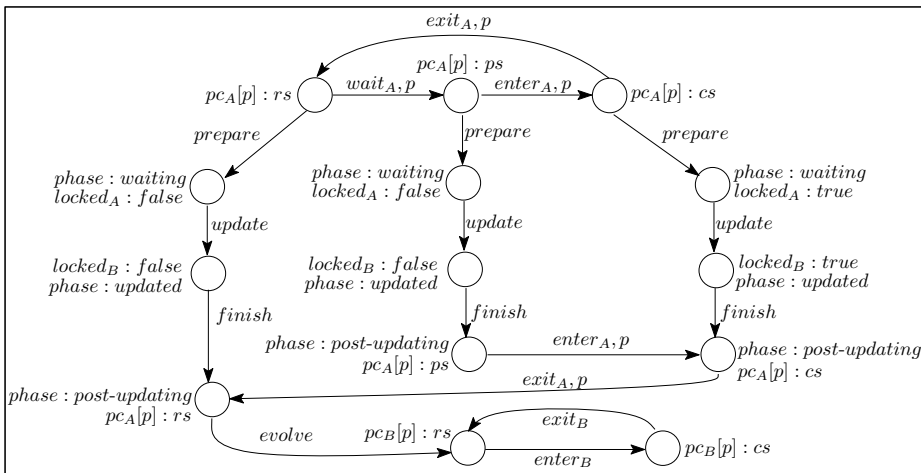 exit_A, p
pc_A[p] : ps
pc_A[p] : rs
wait_A, p
enter_A, p
pc_A[p] : cs
prepare
prepare
prepare
phase : waiting
locked_A : false
phase : waiting
locked_A : false
phase : waiting
locked_A : true
update
update
update
locked_B : false
phase : updated
locked_B : false
phase : updated
locked_B : true
phase : updated
finish
finish
finish
phase : post-updating
pc_A[p] : ps
enter_A, p
phase : post-updating
pc_A[p] : cs
exit_A, p
phase : post-updating
pc_A[p] : rs
evolve
pc_B[p] : rs
exit_B
enter_B
pc_B[p] : cs